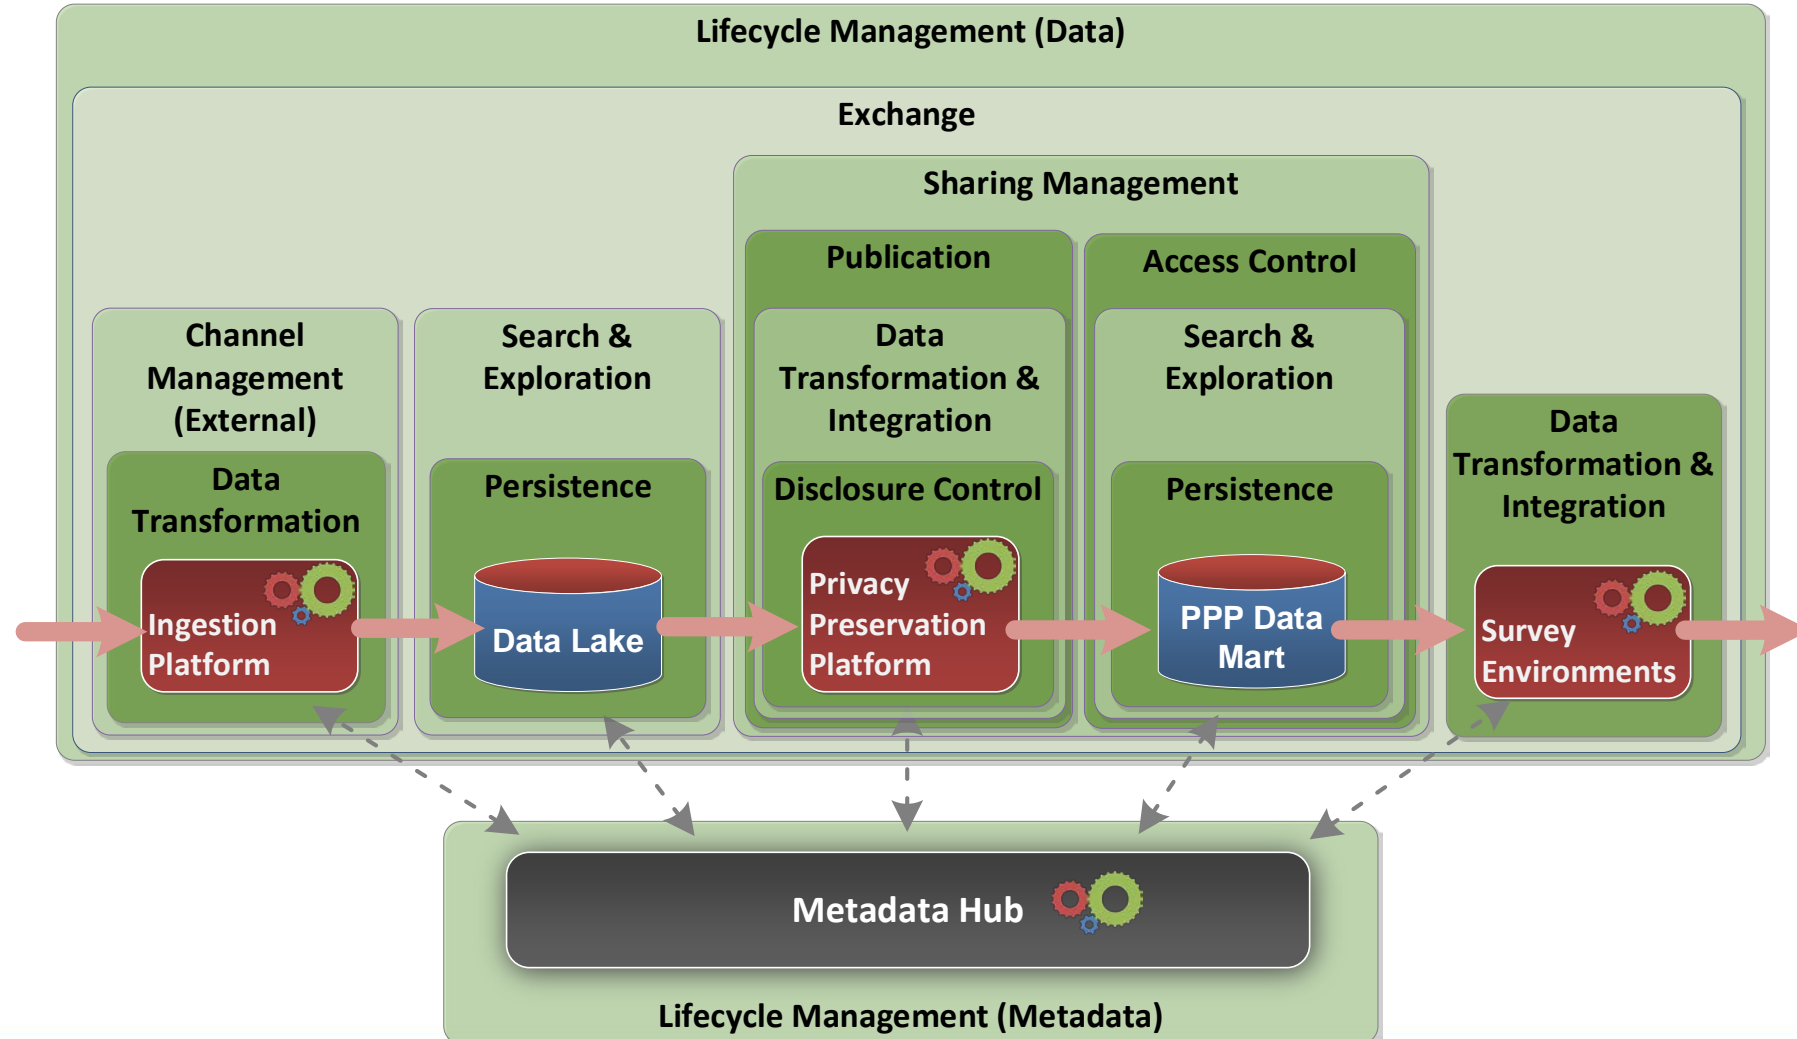 Lifecycle Management (Data)
Exchange
Sharing Management
Publication
Access Control
Channel
Management
(External)
Search &
Exploration
Data
Transformation &
Integration
Search &
Exploration
Data
Transformation &
Integration
Data
Transformation
Persistence
Disclosure Control
Persistence
Ingestion
Platform
Data Lake
Privacy
Preservation
Platform
PPP Data
Mart
Survey
Environments
Metadata Hub
Lifecycle Management (Metadata)